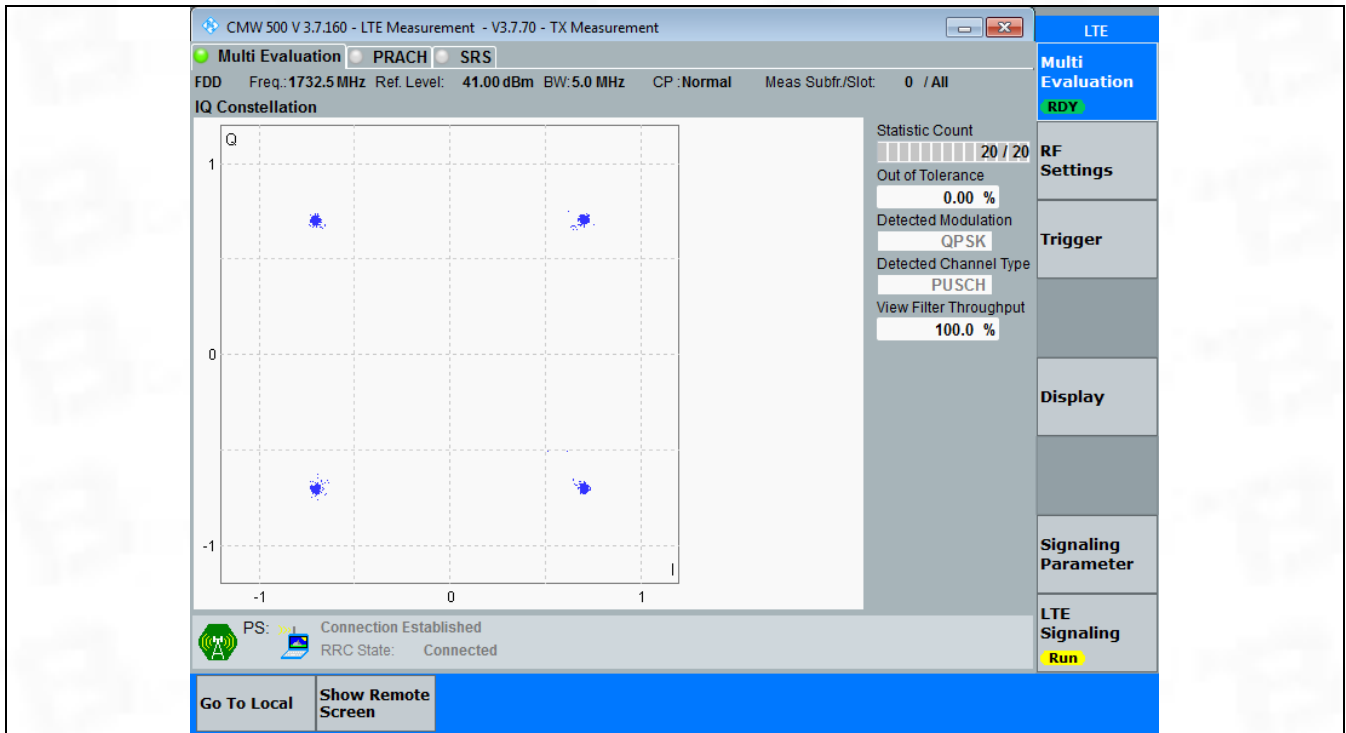 CMW 500 V 3.7.160 - LTE Measurement - V3.7.70 - TX Measurement
LTE
Multi Evaluation PRACH SRS
FDD Freq.: 1732.5 MHz Ref. Level: 41.00 dBm BW: 5.0 MHz CP : Normal Meas Subfr./Slot: 0 / All
IQ Constellation
Q
1
0
-1
-1 0 1
I
Statistic Count
20 / 20
Out of Tolerance
0.00 %
Detected Modulation
QPSK
Detected Channel Type
PUSCH
View Filter Throughput
100.0 %
Multi
Evaluation
RDY
RF
Settings
Trigger
Display
Signaling
Parameter
LTE
Signaling
Run
PS: Connection Established
RRC State: Connected
Go To Local
Show Remote
Screen